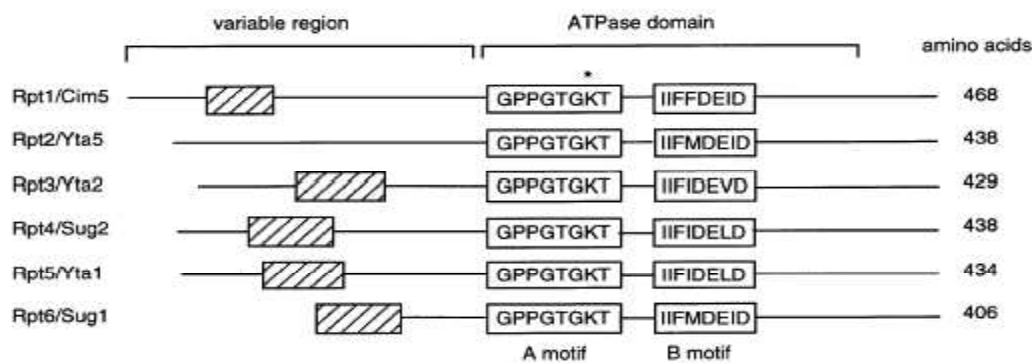 variable region ATPase domain amino acids
*
Rpt1/Cim5 GPPGTGKT IIFFDEID 468
Rpt2/Yta5 GPPGTGKT IIFMDEID 438
Rpt3/Yta2 GPPGTGKT IIFIDEVD 429
Rpt4/Sug2 GPPGTGKT IIFIDELD 438
Rpt5/Yta1 GPPGTGKT IIFIDELD 434
Rpt6/Sug1 GPPGTGKT IIFMDEID 406
A motif B motif